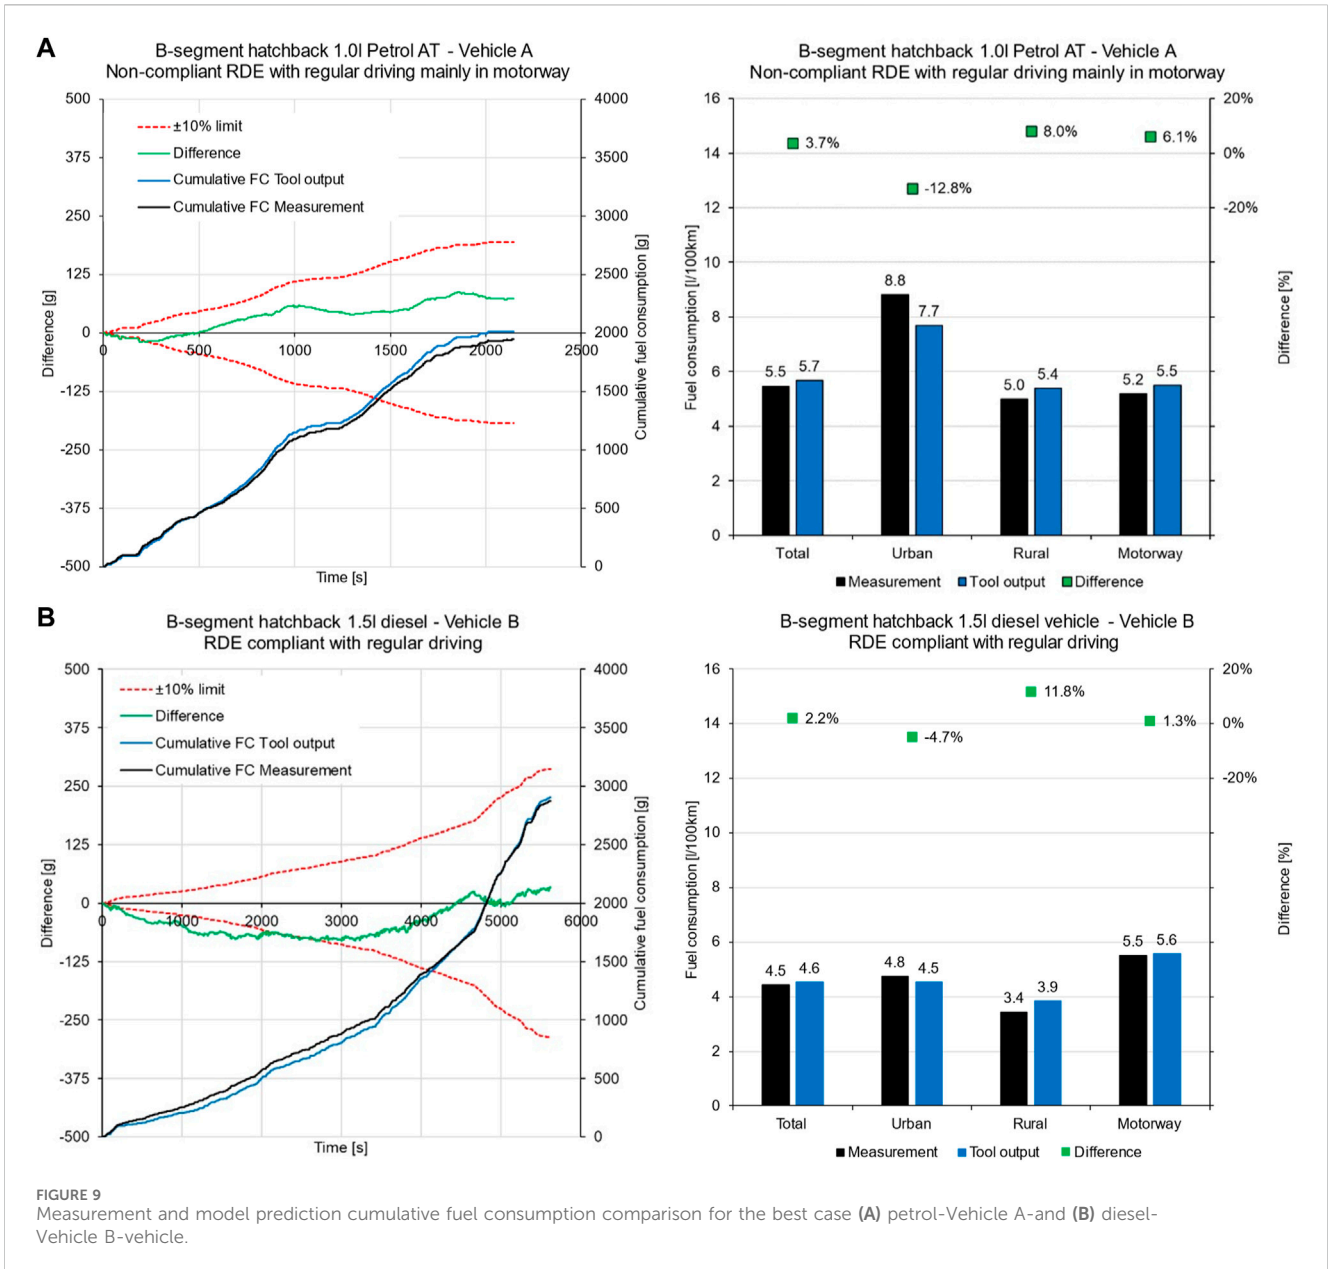 A
B-segment hatchback 1.0l Petrol AT - Vehicle A
Non-compliant RDE with regular driving mainly in motorway
500
375
250
125
0
-125
-250
-375
-500
Difference [g]
±10% limit
Difference
Cumulative FC Tool output
Cumulative FC Measurement
0
500
1000
1500
2000
2500
Time [s]
4000
3500
3000
2500
2000
1500
1000
500
0
Cumulative fuel consumption [g]
B-segment hatchback 1.0l Petrol AT - Vehicle A
Non-compliant RDE with regular driving mainly in motorway
16
14
12
10
8
6
4
2
0
Fuel consumption [l/100km]
3.7%
-12.8%
8.0%
6.1%
5.5
5.7
8.8
7.7
5.0
5.4
5.2
5.5
20%
0%
-20%
Difference [%]
Total
Urban
Rural
Motorway
Measurement
Tool output
Difference
B
B-segment hatchback 1.5l diesel - Vehicle B
RDE compliant with regular driving
500
375
250
125
0
-125
-250
-375
-500
Difference [g]
±10% limit
Difference
Cumulative FC Tool output
Cumulative FC Measurement
0
1000
2000
3000
4000
5000
6000
Time [s]
4000
3500
3000
2500
2000
1500
1000
500
0
Cumulative fuel consumption [g]
B-segment hatchback 1.5l diesel vehicle - Vehicle B
RDE compliant with regular driving
16
14
12
10
8
6
4
2
0
Fuel consumption [l/100km]
2.2%
-4.7%
11.8%
1.3%
4.5
4.6
4.8
4.5
3.4
3.9
5.5
5.6
20%
0%
-20%
Difference [%]
Total
Urban
Rural
Motorway
Measurement
Tool output
Difference
FIGURE 9
Measurement and model prediction cumulative fuel consumption comparison for the best case (A) petrol-Vehicle A-and (B) diesel-
Vehicle B-vehicle.